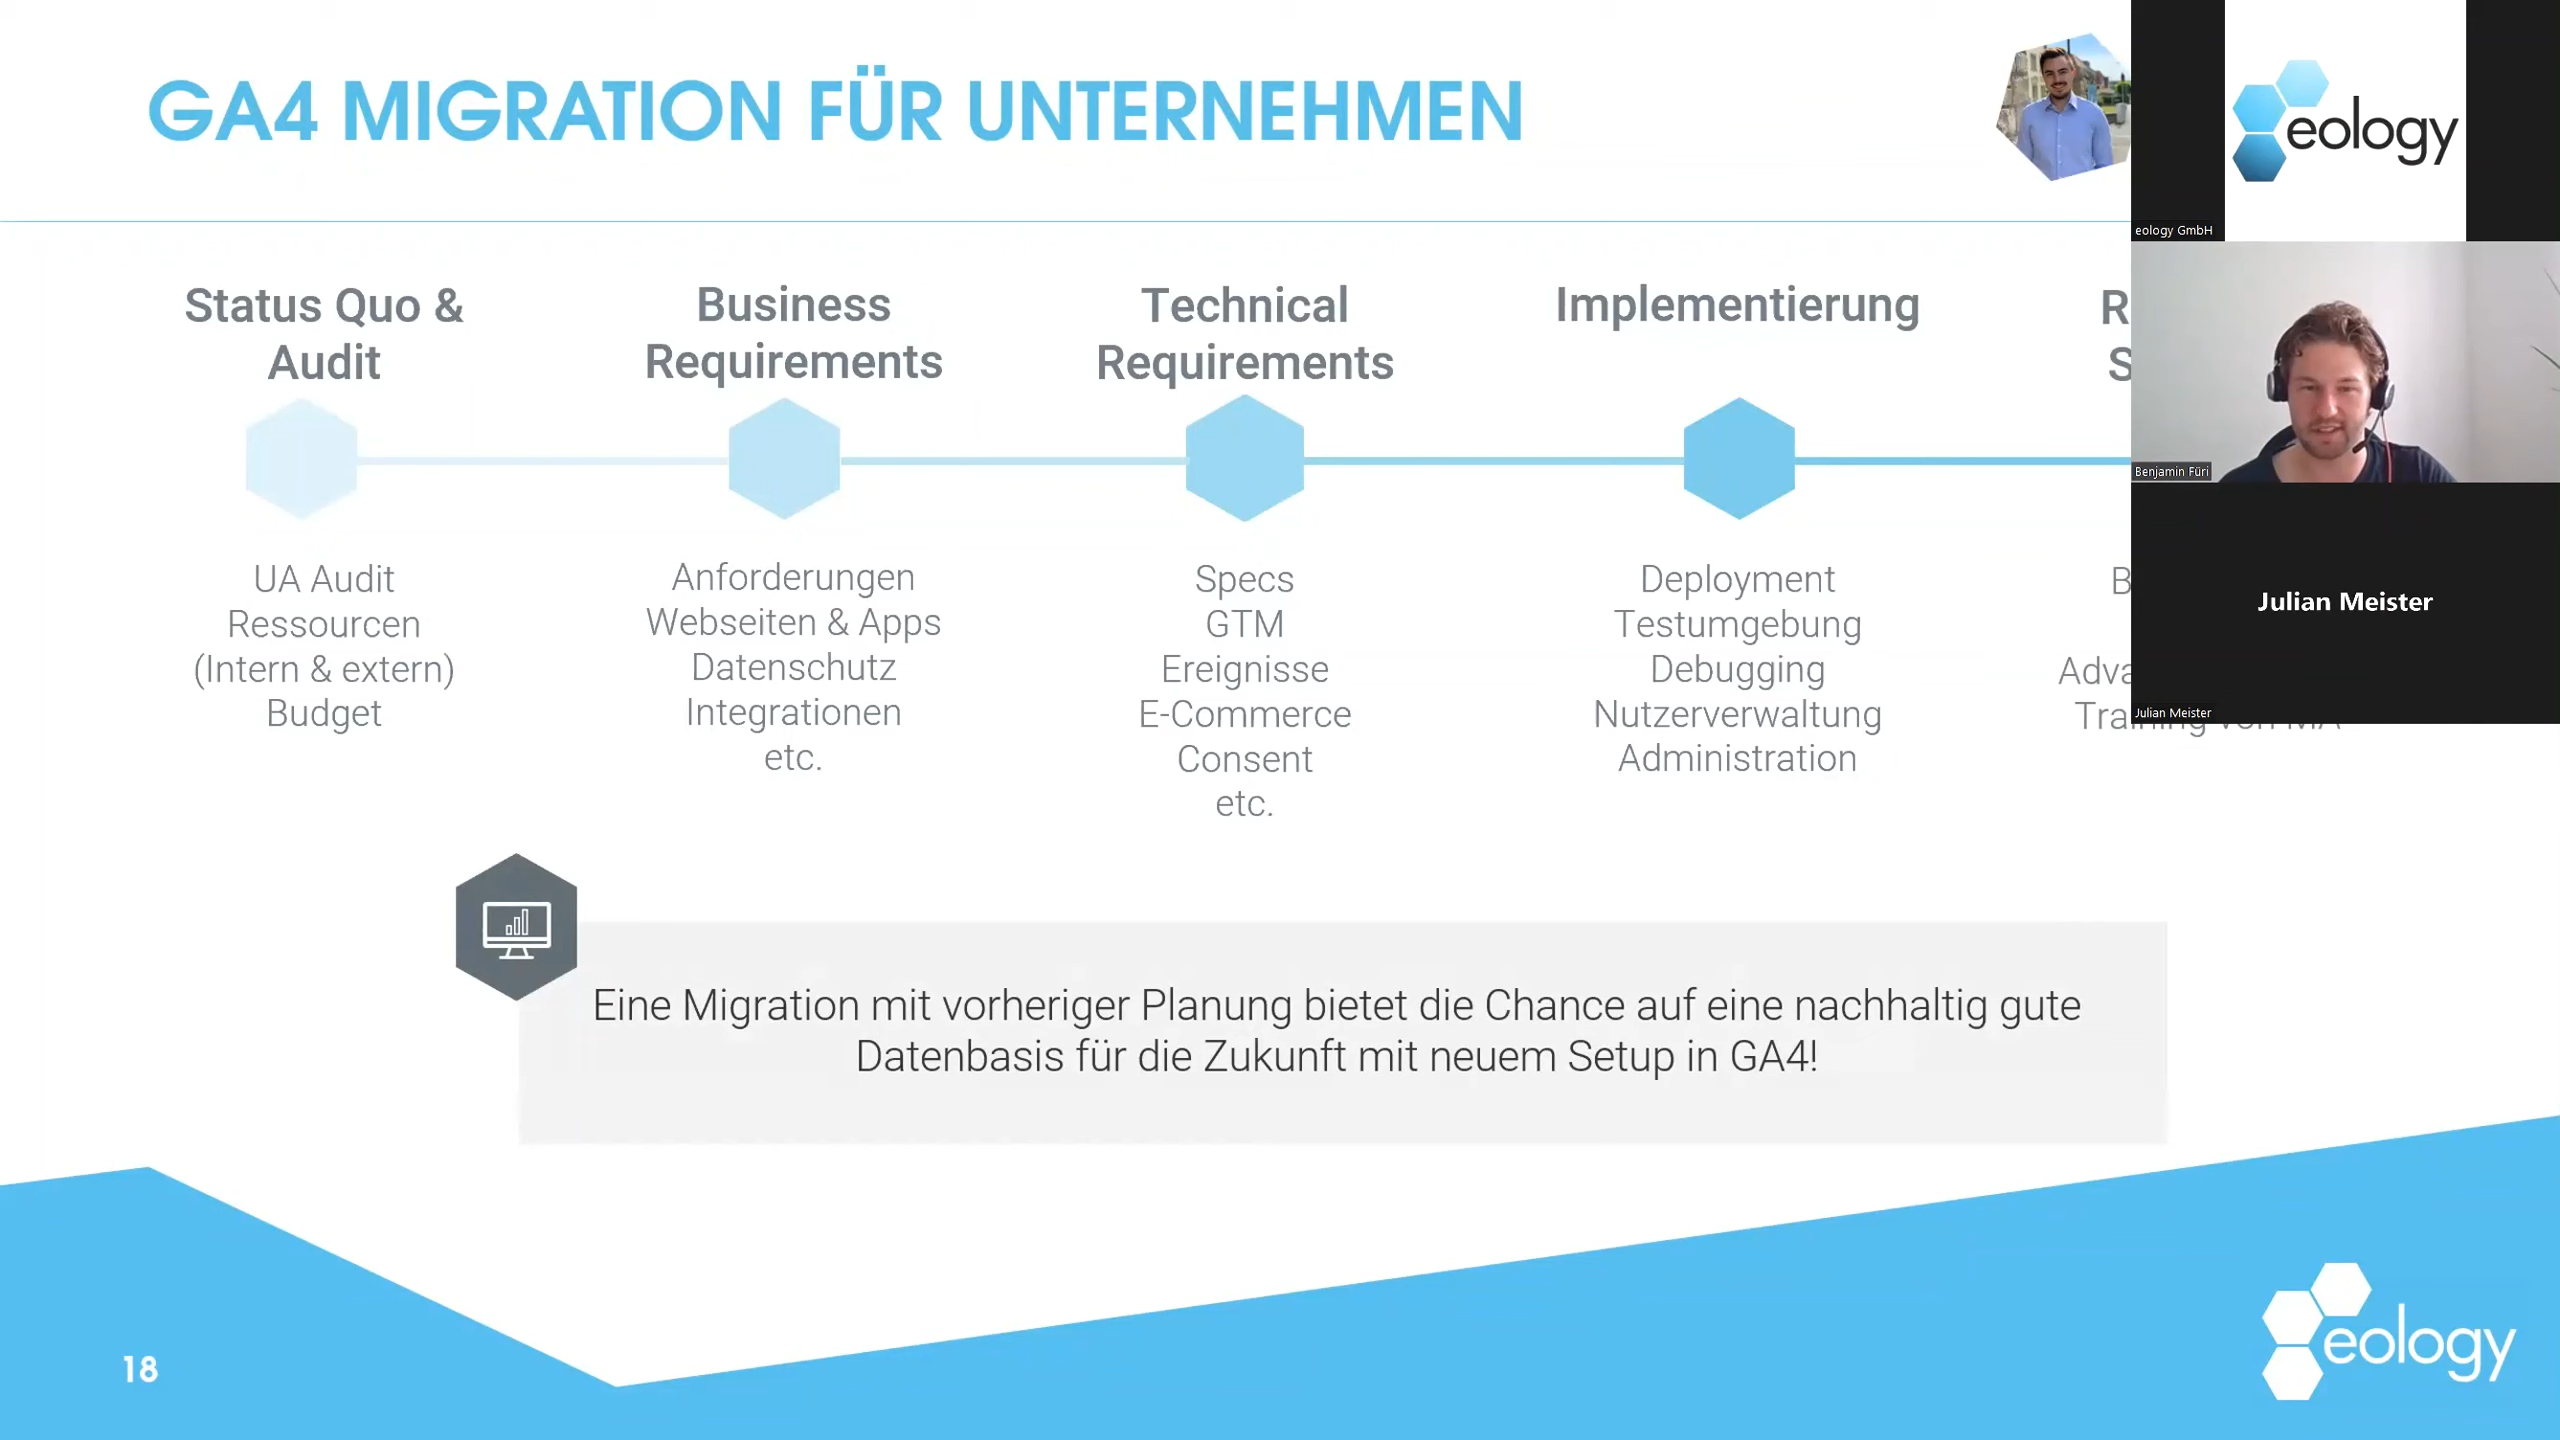 GA4 MIGRATION FÜR UNTERNEHMEN
eology
eology GmbH
Status Quo &
Audit
Business
Requirements
Technical
Requirements
Implementierung
Benjamin Füri
UA Audit
Ressourcen
(Intern & extern)
Budget
Anforderungen
Webseiten & Apps
Datenschutz
Integrationen
etc.
Specs
GTM
Ereignisse
E-Commerce
Consent
etc.
Deployment
Testumgebung
Debugging
Nutzerverwaltung
Administration
Julian Meister
Julian Meister
Eine Migration mit vorheriger Planung bietet die Chance auf eine nachhaltig gute
Datenbasis für die Zukunft mit neuem Setup in GA4!
18
eology